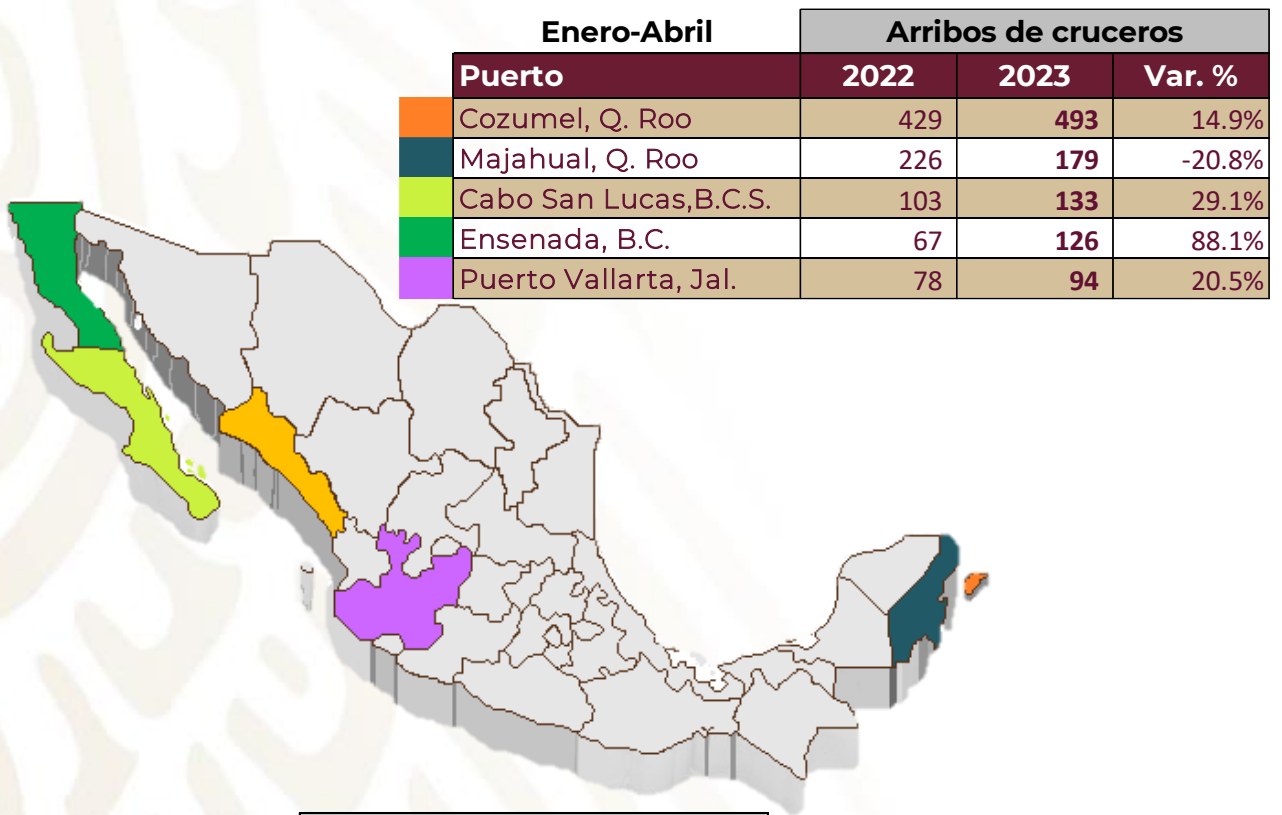 Enero-Abril Arribos de cruceros
Puerto 2022 2023 Var. %
Cozumel, Q. Roo 429 493 14.9%
Majahual, Q. Roo 226 179 -20.8%
Cabo San Lucas,B.C.S. 103 133 29.1%
Ensenada, B.C. 67 126 88.1%
Puerto Vallarta, Jal. 78 94 20.5%